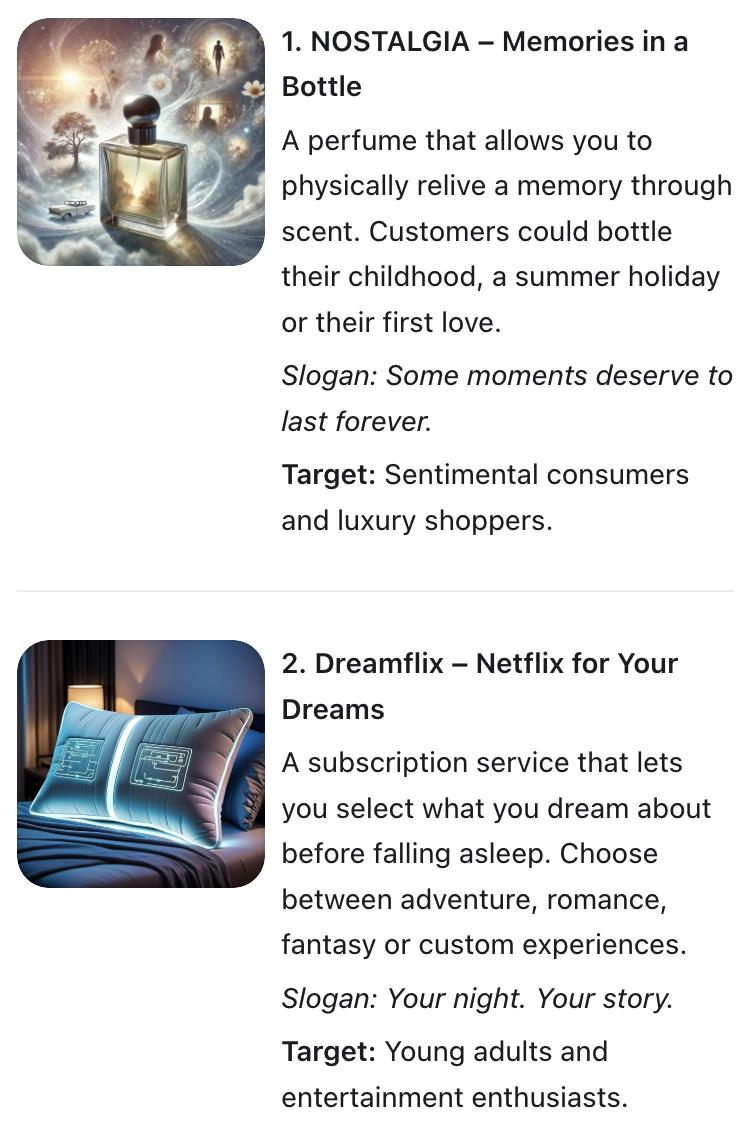 1. NOSTALGIA – Memories in a
Bottle
A perfume that allows you to
physically relive a memory through
scent. Customers could bottle
their childhood, a summer holiday
or their first love.
Slogan: Some moments deserve to
last forever.
Target: Sentimental consumers
and luxury shoppers.
2. Dreamflix – Netflix for Your
Dreams
A subscription service that lets
you select what you dream about
before falling asleep. Choose
between adventure, romance,
fantasy or custom experiences.
Slogan: Your night. Your story.
Target: Young adults and
entertainment enthusiasts.